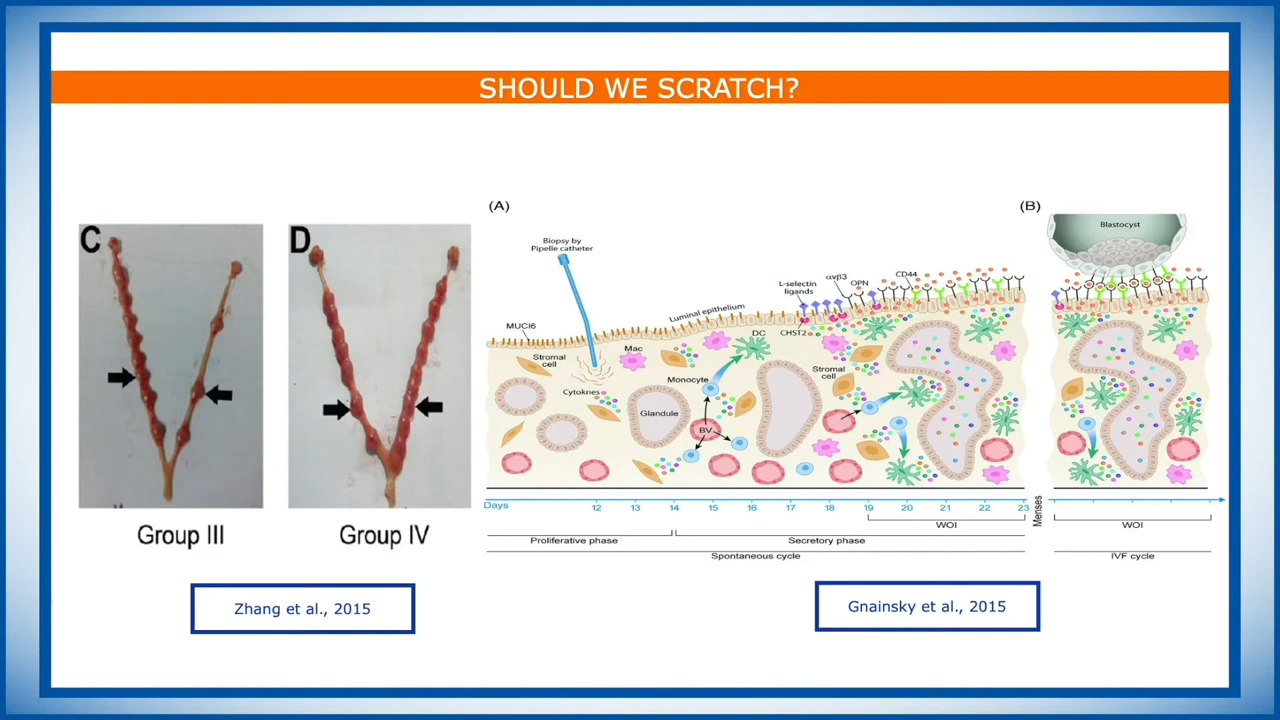 SHOULD WE SCRATCH?
C
D
Group III
Group IV
Zhang et al., 2015
(A)
(B)
Biopsy by
Pipelle catheter
Blastocyst
MUCI6
Luminal epithelium
L-selectin
ligands
αvβ3
OPN
CD44
CHST2
DC
Mac
Stromal
cell
Cytoknes
Monocyte
Stromal
cell
Glandule
BV
Days
12
13
14
15
16
17
18
19
20
21
22
23
Menses
WOI
WOI
Proliferative phase
Secretory phase
Spontaneous cycle
IVF cycle
Gnainsky et al., 2015